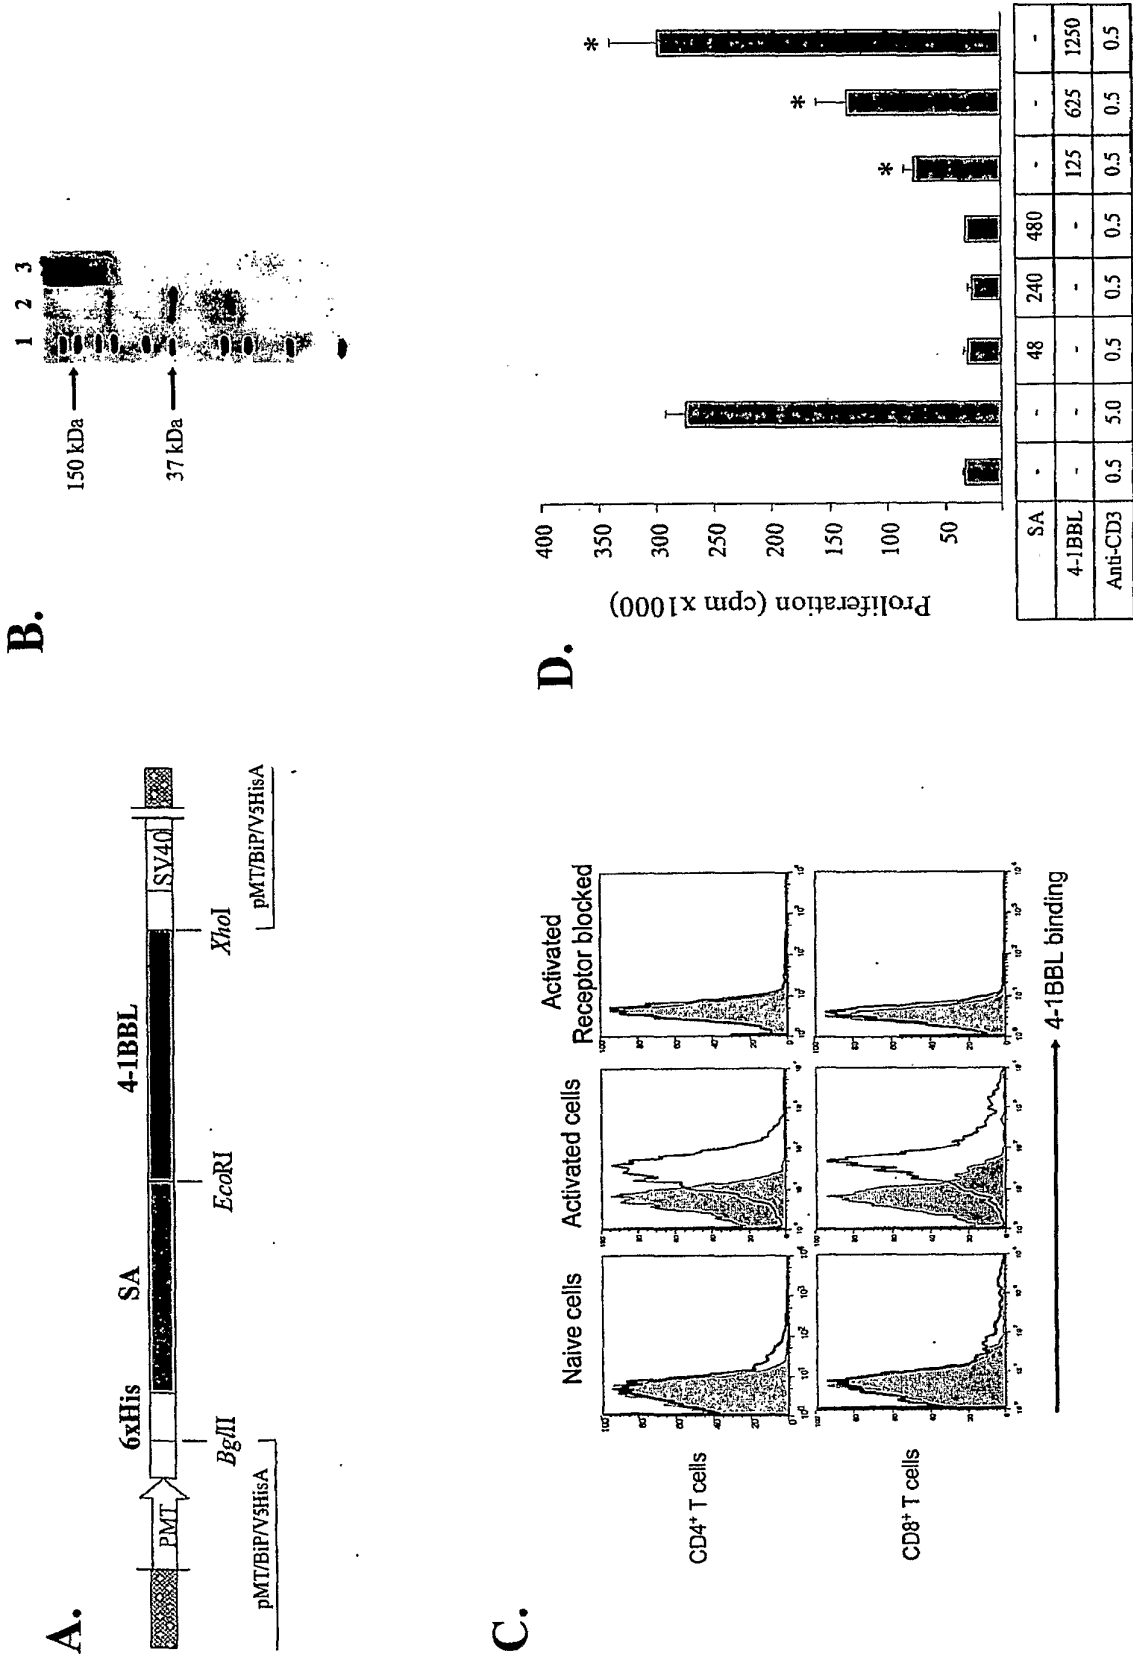 A.
6xHis SA 4-1BBL
PMT SV40
BglII EcoRI XhoI
pMT/BiP/V5HisA pMT/BiP/V5HisA
B.
1 2 3
150 kDa
37 kDa
C.
Naive cells Activated cells Activated
Receptor blocked
CD4⁺ T cells
CD8⁺ T cells
4-1BBL binding
D.
Proliferation (cpm x1000)
400
350
300
250
200
150
100
50
* * *
SA - - 48 240 480 - - -
4-1BBL - - - - - 125 625 1250
Anti-CD3 0.5 5.0 0.5 0.5 0.5 0.5 0.5 0.5